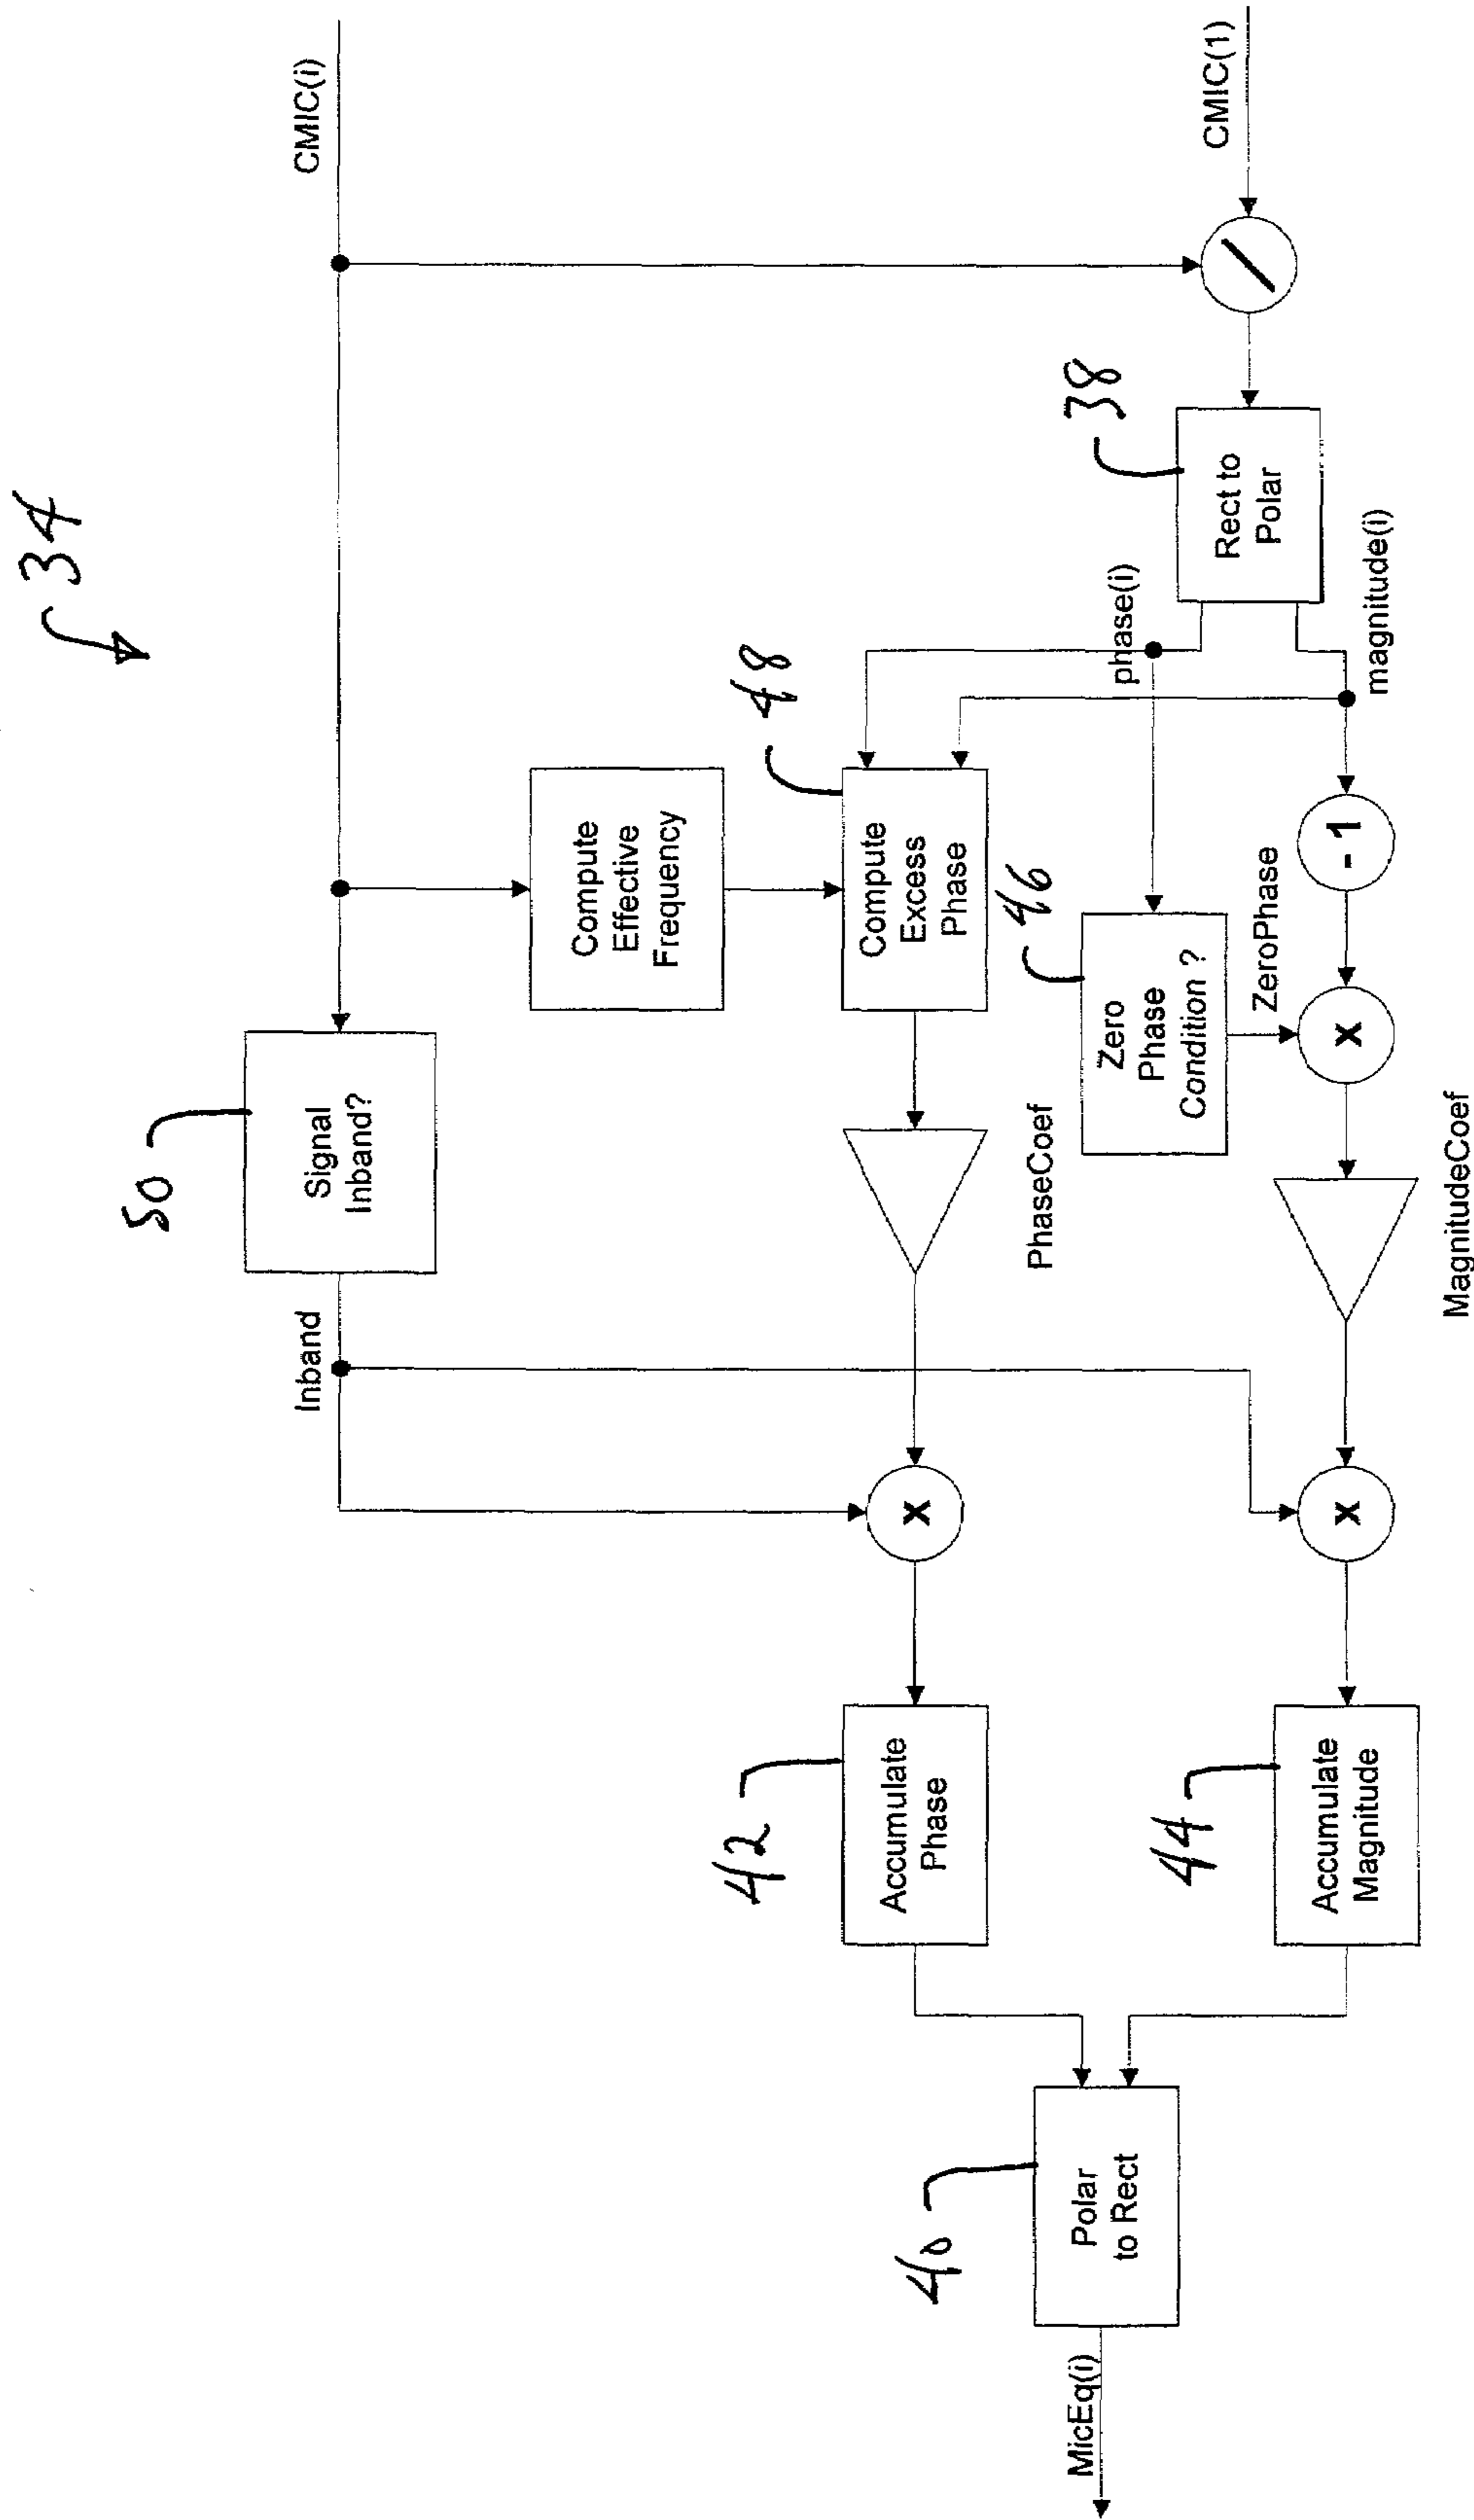 34
CMIC(i)
50
Signal
Inband?
Inband
Compute
Effective
Frequency
48
Compute
Excess
Phase
phase(i)
38
Rect to
Polar
CMIC(1)
/
magnitude(i)
46
Zero
Phase
Condition ?
ZeroPhase
- 1
x
PhaseCoef
MagnitudeCoef
x
x
42
Accumulate
Phase
44
Accumulate
Magnitude
40
Polar
to Rect
MicEq(i)